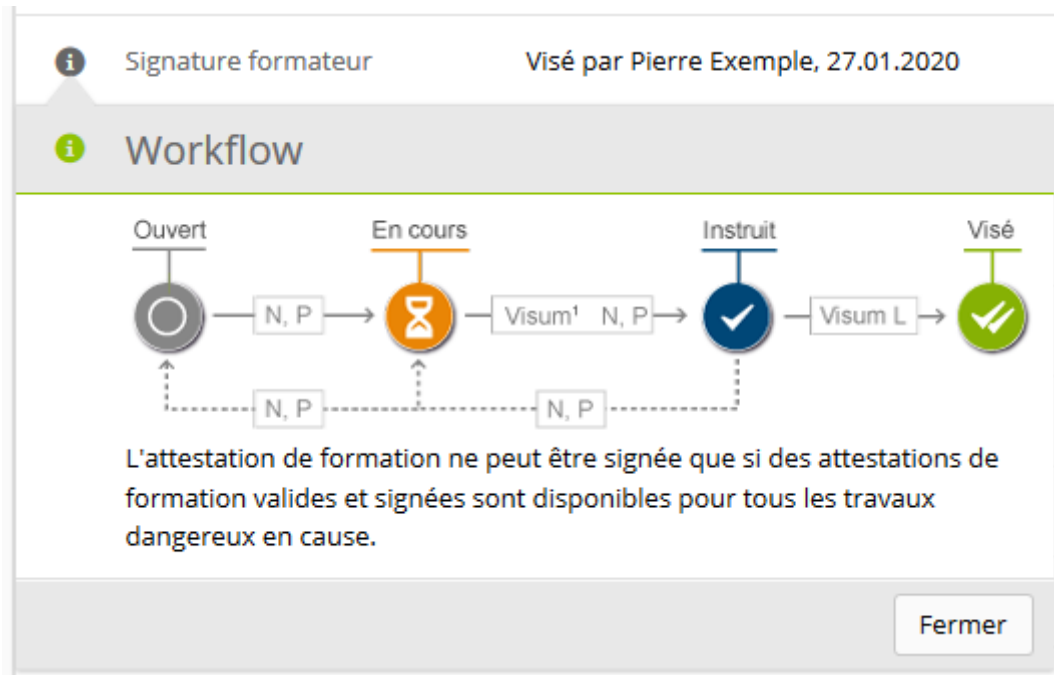 Signature formateur Visé par Pierre Exemple, 27.01.2020
Workflow
Ouvert En cours Instruit Visé
N, P Visum¹ N, P Visum L
N, P N, P
L'attestation de formation ne peut être signée que si des attestations de
formation valides et signées sont disponibles pour tous les travaux
dangereux en cause.
Fermer